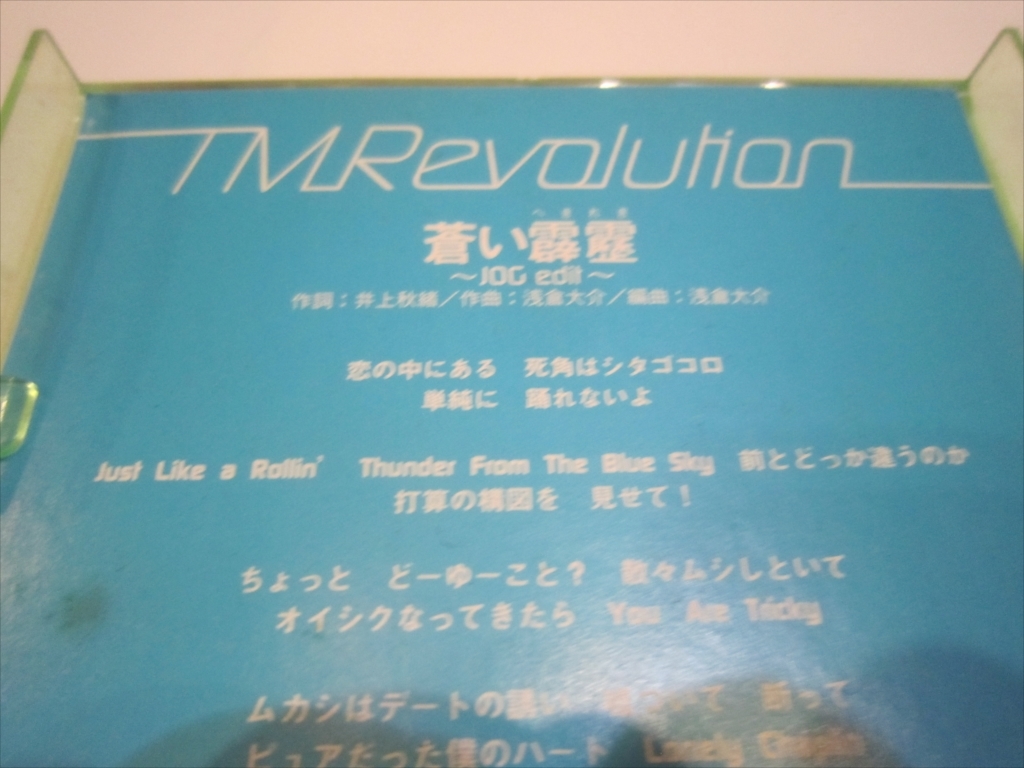 TMRevolution
へきれき
蒼い霹靂
～JOG edit～
作詞：井上秋緒／作曲：浅倉大介／編曲：浅倉大介
恋の中にある 死角はシタゴコロ
単純に 踊れないよ
Just Like a Rollin' Thunder From The Blue Sky 前とどっか違うのか
打算の構図を 見せて！
ちょっと どーゆーこと？ 散々ムシしといて
オイシクなってきたら You Are Tricky
ムカシはデートの誘い 断って
ピュアだった僕のハート Lonely